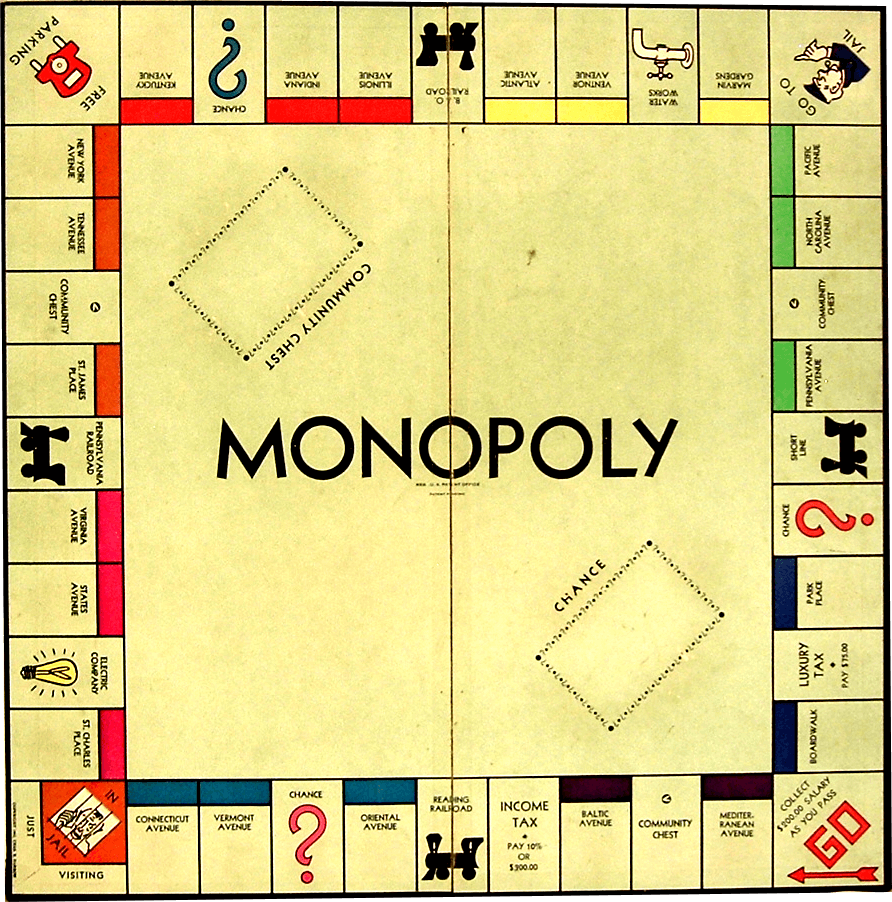 FREE
PARKING
KENTUCKY
AVENUE
CHANCE
INDIANA
AVENUE
ILLINOIS
AVENUE
B. & O.
RAILROAD
ATLANTIC
AVENUE
VENTNOR
AVENUE
WATER
WORKS
MARVIN
GARDENS
GO TO
JAIL
NEW YORK
AVENUE
TENNESSEE
AVENUE
COMMUNITY
CHEST
ST. JAMES
PLACE
PENNSYLVANIA
RAILROAD
VIRGINIA
AVENUE
STATES
AVENUE
ELECTRIC
COMPANY
ST. CHARLES
PLACE
COMMUNITY CHEST
MONOPOLY
REG. U. S. PATENT OFFICE
CHANCE
PACIFIC
AVENUE
NORTH
CAROLINA
AVENUE
COMMUNITY
CHEST
PENNSYLVANIA
AVENUE
SHORT
LINE
CHANCE
PARK
PLACE
LUXURY
TAX
PAY $75.00
BOARDWALK
IN
JAIL
JUST
VISITING
CONNECTICUT
AVENUE
VERMONT
AVENUE
CHANCE
?
ORIENTAL
AVENUE
READING
RAILROAD
INCOME
TAX
PAY 10%
OR
BALTIC
AVENUE
COMMUNITY
CHEST
MEDITER-
RANEAN
AVENUE
COLLECT
$200.00 SALARY
AS YOU PASS
GO